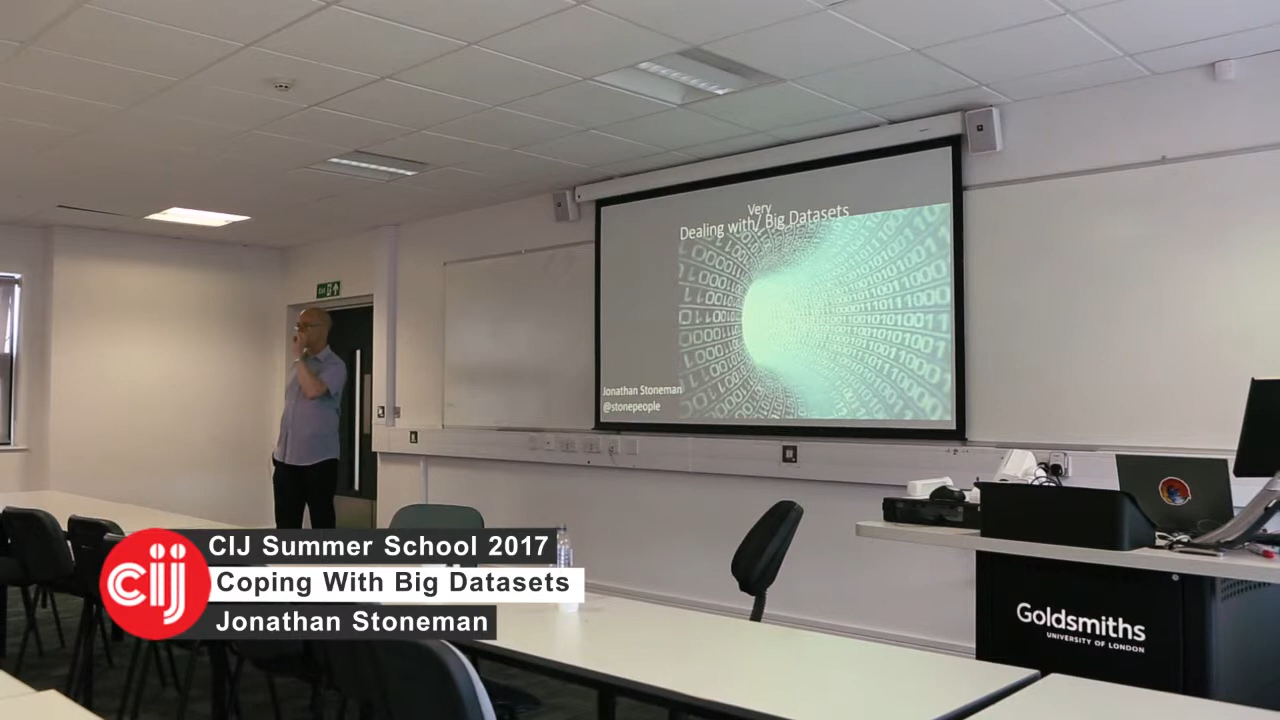 Exit
Very
Dealing with/ Big Datasets
Jonathan Stoneman
@stonepeople
cij
CIJ Summer School 2017
Coping With Big Datasets
Jonathan Stoneman
Goldsmiths
UNIVERSITY OF LONDON